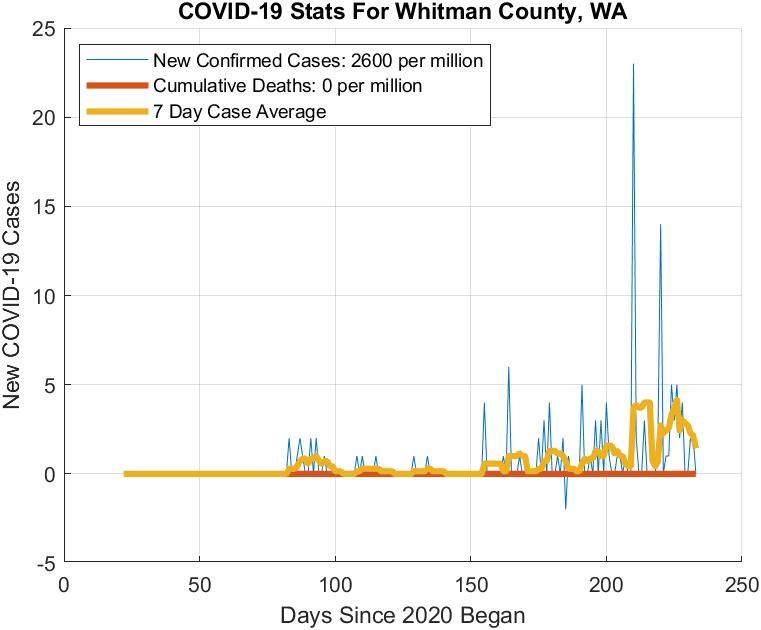 COVID-19 Stats For Whitman County, WA
New Confirmed Cases: 2600 per million
Cumulative Deaths: 0 per million
7 Day Case Average
New COVID-19 Cases
25
20
15
10
5
0
-5
0 50 100 150 200 250
Days Since 2020 Began